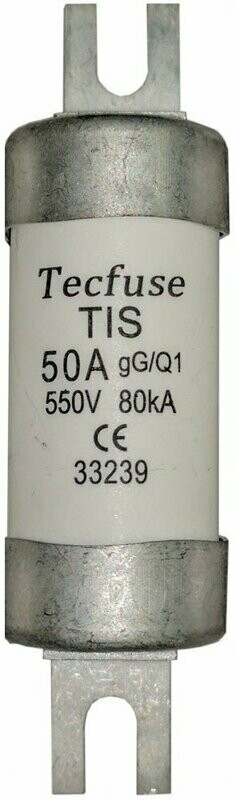 Tecfuse
TIS
50A gG/Q1
550V 80kA
CE
33239